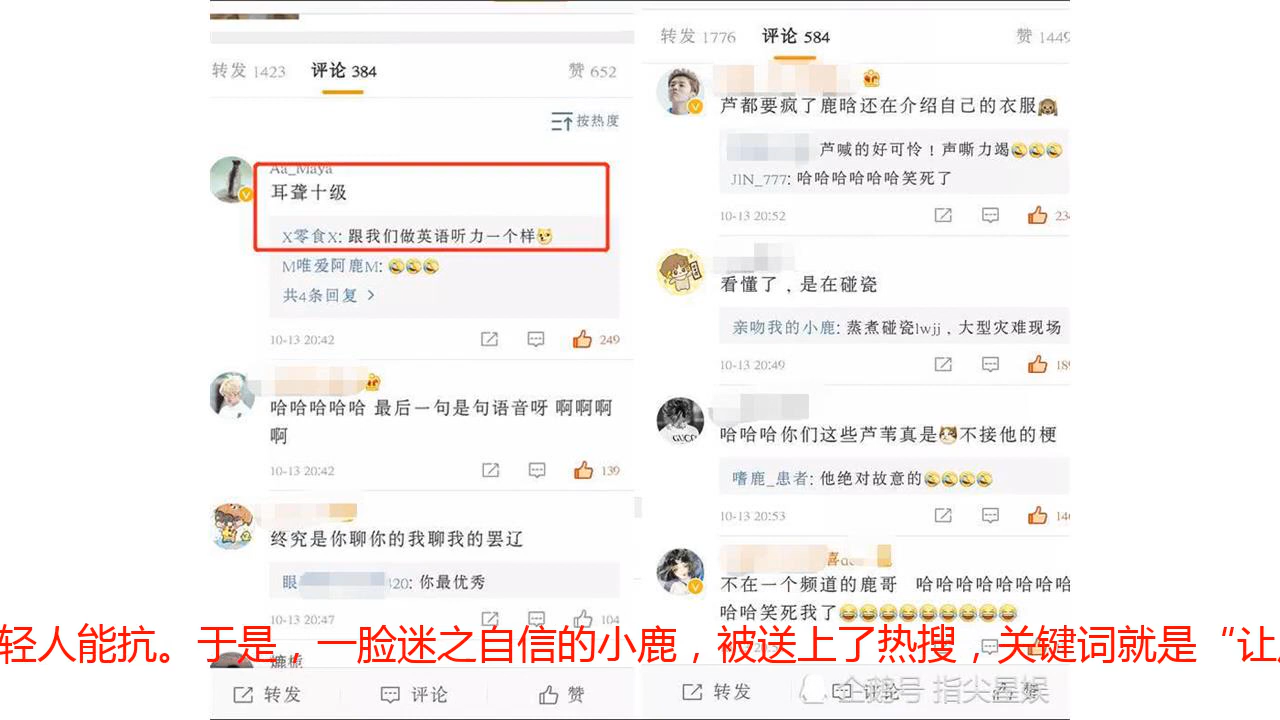 转发 1423
评论 384
赞 652
按热度
Aa_Maya
耳聋十级
X零食X: 跟我们做英语听力一个样
M唯爱阿鹿M:
共4条回复 >
10-13 20:42
249
哈哈哈哈哈 最后一句是句语音呀 啊啊啊
啊
10-13 20:42
139
终究是你聊你的我聊我的罢辽
眼
420: 你最优秀
10-13 20:47
104
转发
评论
赞
转发 1776
评论 584
赞 1449
芦都要疯了鹿晗还在介绍自己的衣服
芦喊的好可怜！声嘶力竭
JIN_777: 哈哈哈哈哈哈笑死了
10-13 20:52
234
看懂了，是在碰瓷
亲吻我的小鹿: 蒸煮碰瓷lwjj，大型灾难现场
10-13 20:49
189
哈哈哈你们这些芦苇真是不接他的梗
嗜鹿_患者: 他绝对故意的
10-13 20:53
146
不在一个频道的鹿哥 哈哈哈哈哈哈哈哈
哈哈笑死我了
轻人能抗。于是，一脸迷之自信的小鹿，被送上了热搜，关键词就是“让
转发
评论
赞
企鹅号 指尖星娱